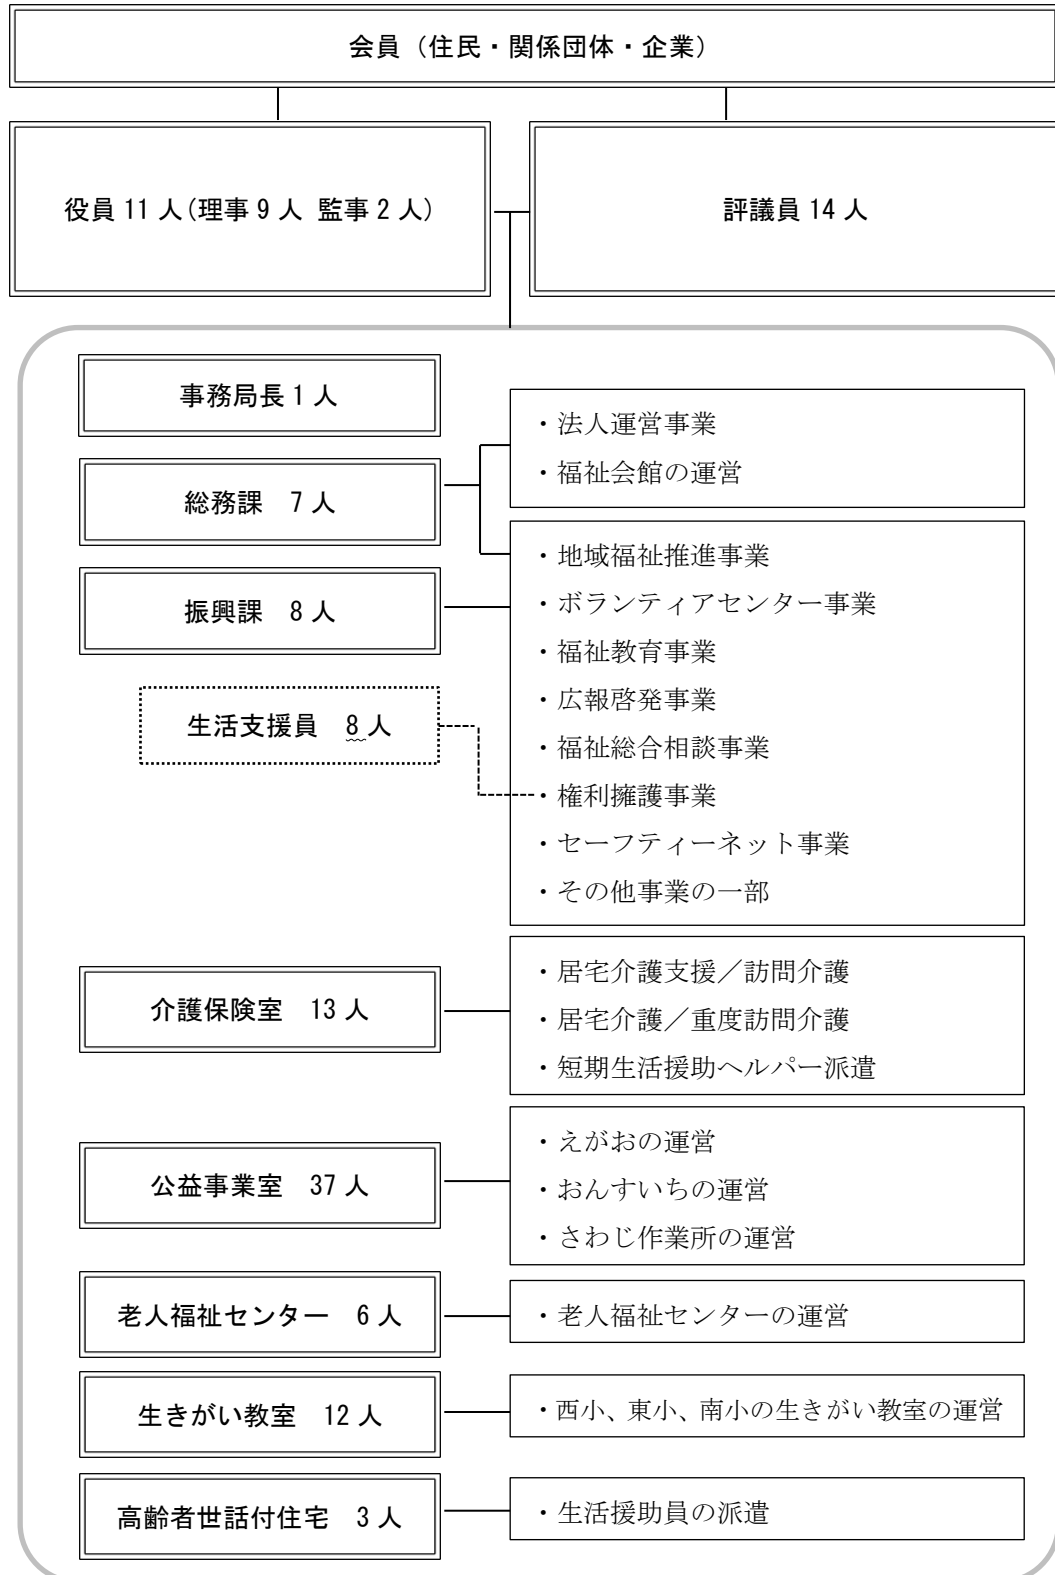 会員（住民・関係団体・企業）
役員 11 人(理事 9 人 監事 2 人)
評議員 14 人
事務局長 1 人
・法人運営事業
・福祉会館の運営
総務課　7 人
・地域福祉推進事業
・ボランティアセンター事業
・福祉教育事業
・広報啓発事業
・福祉総合相談事業
・権利擁護事業
・セーフティーネット事業
・その他事業の一部
振興課　8 人
生活支援員　8 人
介護保険室　13 人
・居宅介護支援／訪問介護
・居宅介護／重度訪問介護
・短期生活援助ヘルパー派遣
公益事業室　37 人
・えがおの運営
・おんすいちの運営
・さわじ作業所の運営
老人福祉センター　6 人
・老人福祉センターの運営
生きがい教室　12 人
・西小、東小、南小の生きがい教室の運営
高齢者世話付住宅　3 人
・生活援助員の派遣